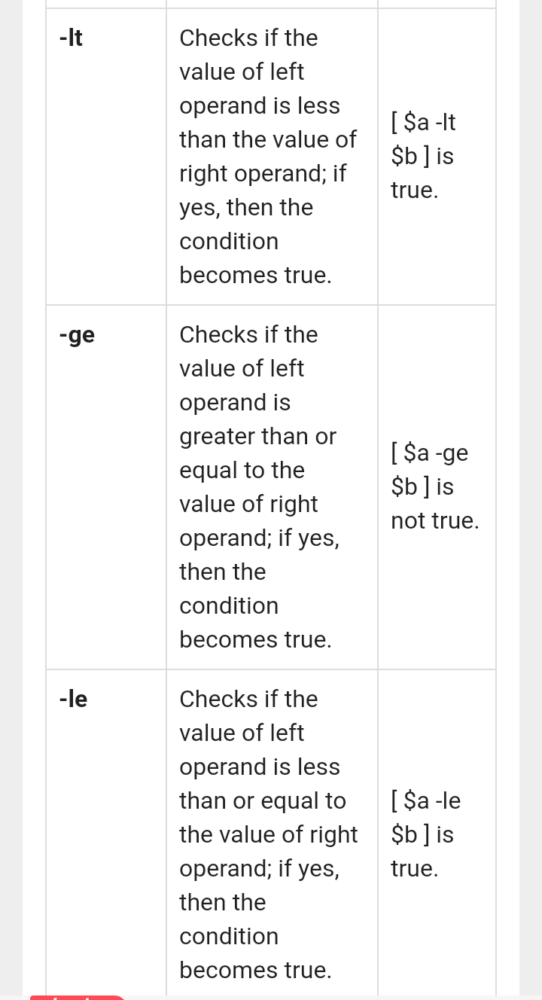 -lt
Checks if the
value of left
operand is less
than the value of
right operand; if
yes, then the
condition
becomes true.
[ $a -lt
$b ] is
true.
-ge
Checks if the
value of left
operand is
greater than or
equal to the
value of right
operand; if yes,
then the
condition
becomes true.
[ $a -ge
$b ] is
not true.
-le
Checks if the
value of left
operand is less
than or equal to
the value of right
operand; if yes,
then the
condition
becomes true.
[ $a -le
$b ] is
true.